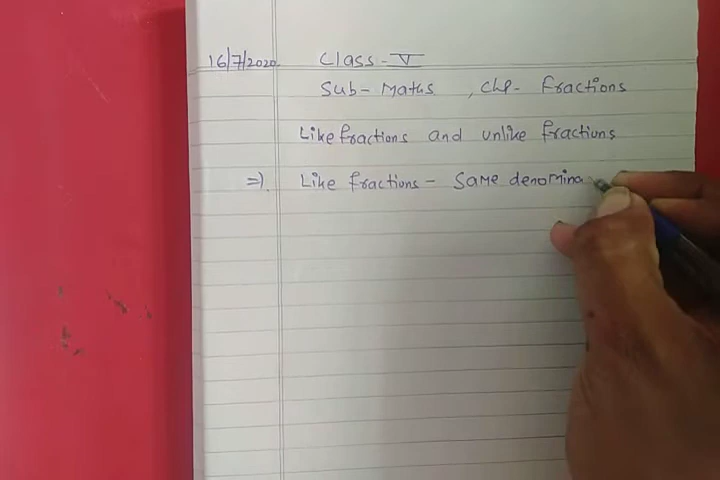 16/7/2020. Class - V
Sub - Maths , Chp - fractions
Like fractions and unlike fractions
=>). Like fractions - Same denomina